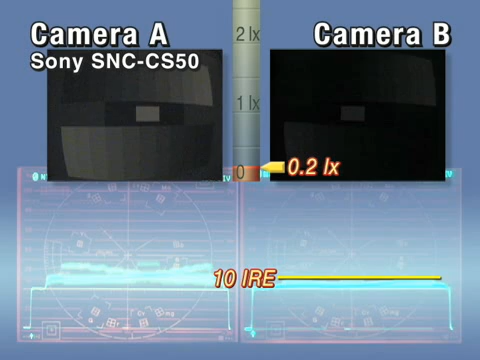 Camera A
Sony SNC-CS50
2 lx
Camera B
1 lx
0
0.2 lx
10 IRE